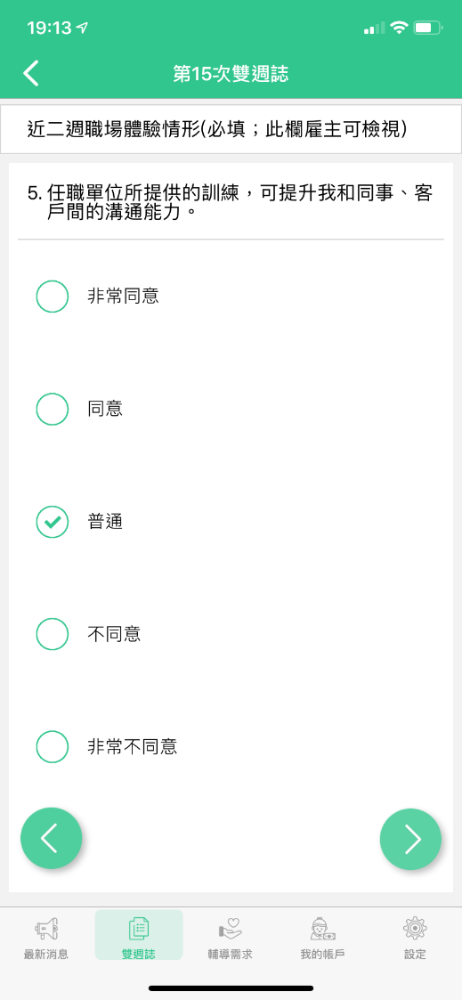 19:13
第15次雙週誌
近二週職場體驗情形(必填；此欄雇主可檢視)
5. 任職單位所提供的訓練，可提升我和同事、客
戶間的溝通能力。
非常同意
同意
普通
不同意
非常不同意
最新消息 雙週誌 輔導需求 我的帳戶 設定